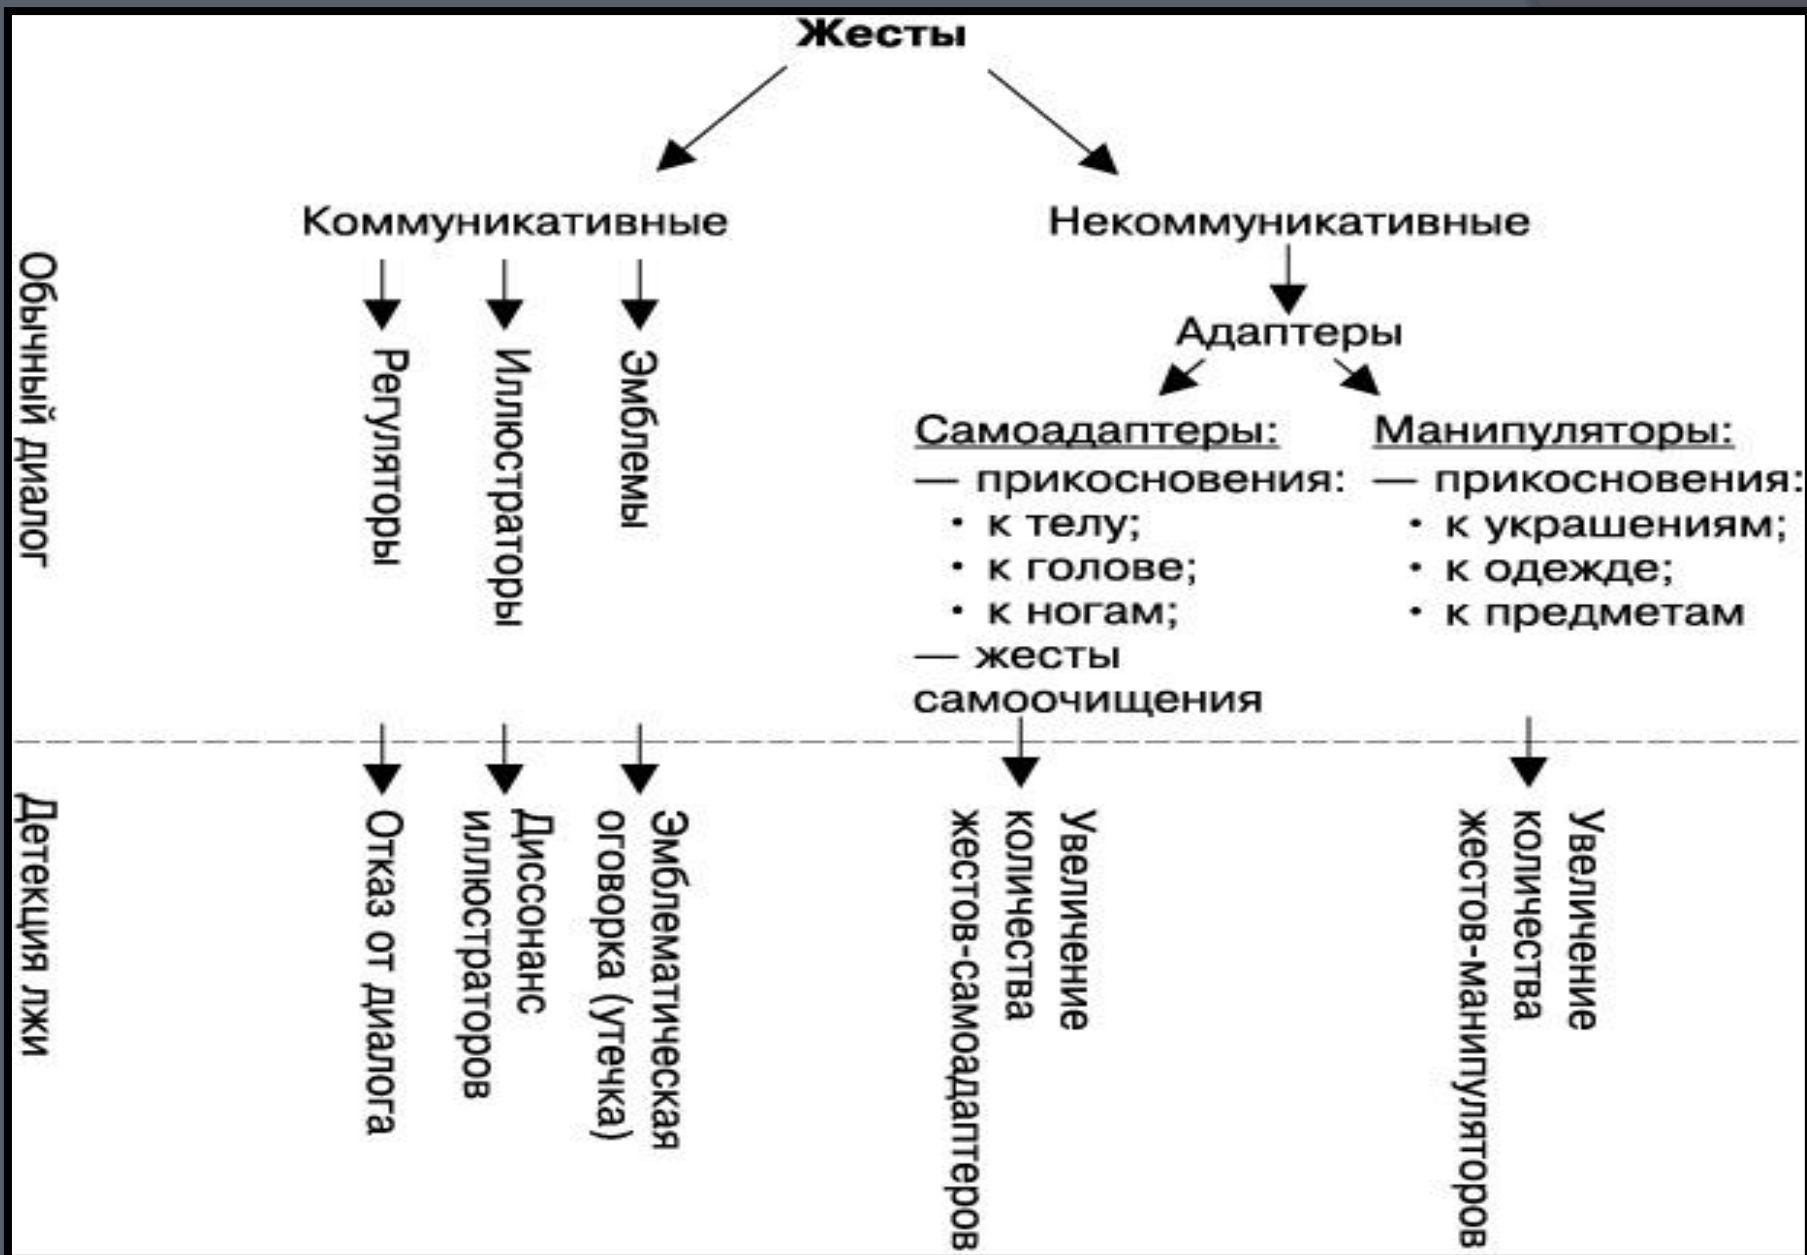 Жесты
Коммуникативные
Некоммуникативные
Обычный диалог
Регуляторы
Иллюстраторы
Эмблемы
Адаптеры
Самоадаптеры:
— прикосновения:
• к телу;
• к голове;
• к ногам;
— жесты
самоочищения
Манипуляторы:
— прикосновения:
• к украшениям;
• к одежде;
• к предметам
Детекция лжи
Отказ от диалога
Диссонанс
иллюстраторов
Эмблематическая
оговорка (утечка)
Увеличение
количества
жестов-самоадаптеров
Увеличение
количества
жестов-манипуляторов